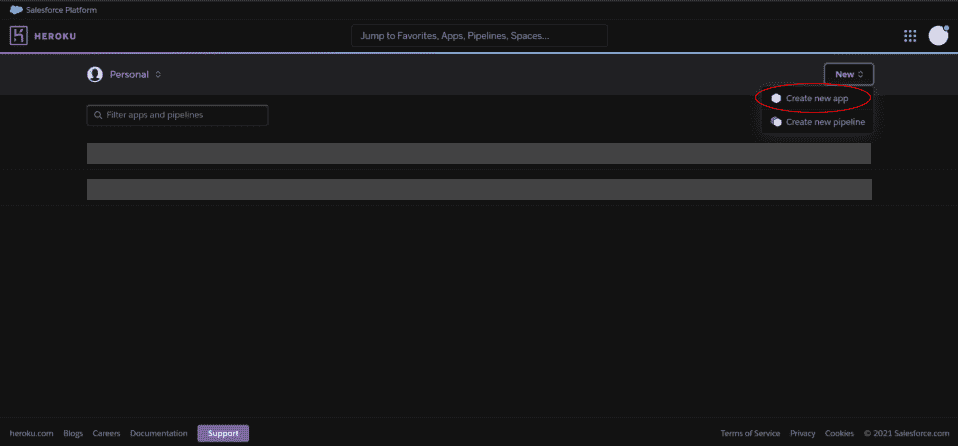 Salesforce Platform
HEROKU
Jump to Favorites, Apps, Pipelines, Spaces...
Personal
New
Create new app
Filter apps and pipelines
Create new pipeline
heroku.com Blogs Careers Documentation Support Terms of Service Privacy Cookies © 2021 Salesforce.com